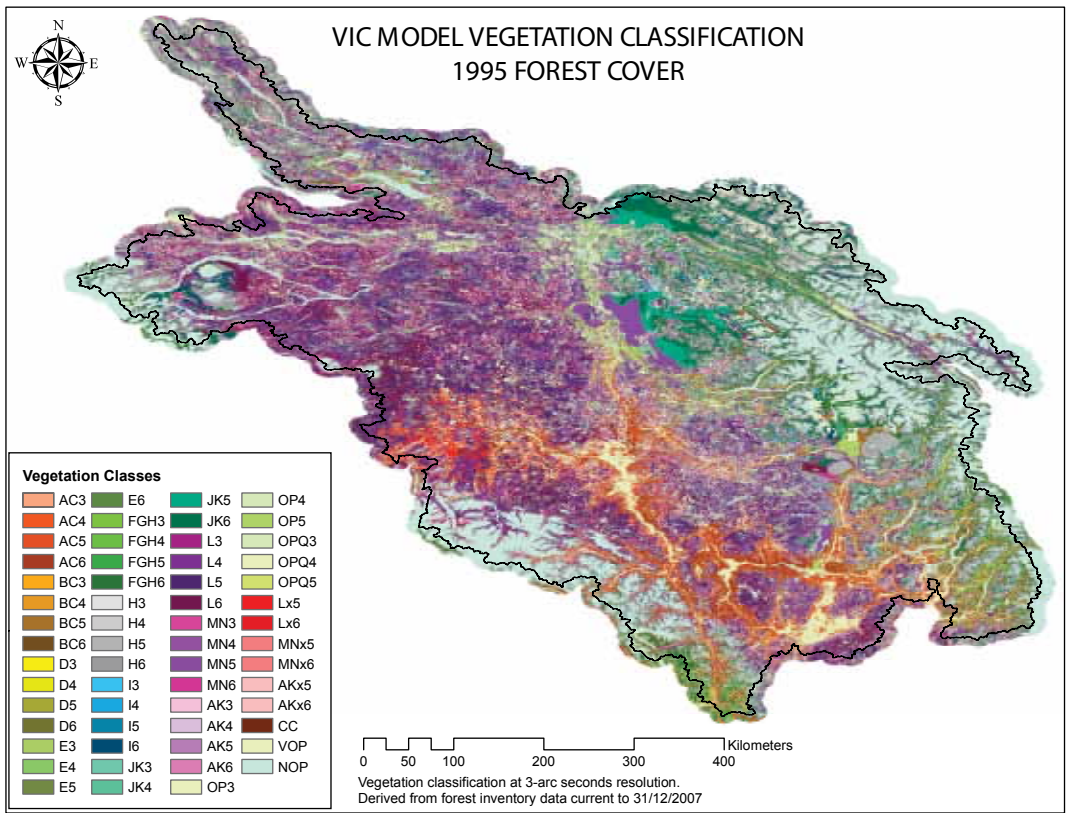 N
W E
S
VIC MODEL VEGETATION CLASSIFICATION
1995 FOREST COVER
Vegetation Classes
AC3 E6 JK5 OP4
AC4 FGH3 JK6 OP5
AC5 FGH4 L3 OPQ3
AC6 FGH5 L4 OPQ4
BC3 FGH6 L5 OPQ5
BC4 H3 L6 Lx5
BC5 H4 MN3 Lx6
BC6 H5 MN4 MNx5
D3 H6 MN5 MNx6
D4 I3 MN6 AKx5
D5 I4 AK3 AKx6
D6 I5 AK4 CC
E3 I6 AK5 VOP
E4 JK3 AK6 NOP
E5 JK4 OP3
Kilometers
0 50 100 200 300 400
Vegetation classification at 3-arc seconds resolution.
Derived from forest inventory data current to 31/12/2007